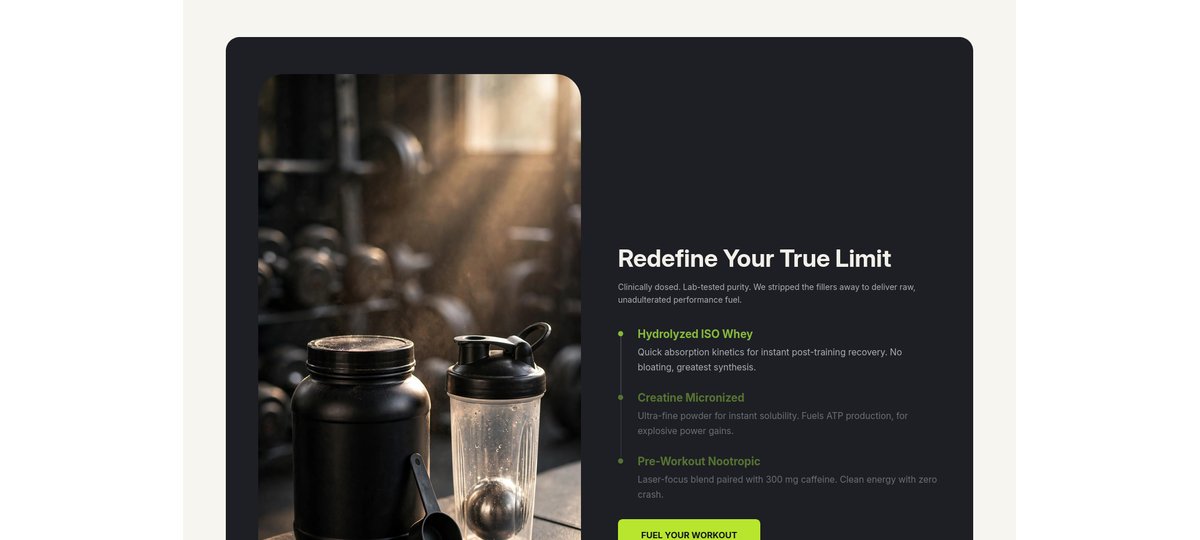 Redefine Your True Limit
Clinically dosed. Lab-tested purity. We stripped the fillers away to deliver raw,
unadulterated performance fuel.
Hydrolyzed ISO Whey
Quick absorption kinetics for instant post-training recovery. No
bloating, greatest synthesis.
Creatine Micronized
Ultra-fine powder for instant solubility. Fuels ATP production, for
explosive power gains.
Pre-Workout Nootropic
Laser-focus blend paired with 300 mg caffeine. Clean energy with zero
crash.
FUEL YOUR WORKOUT